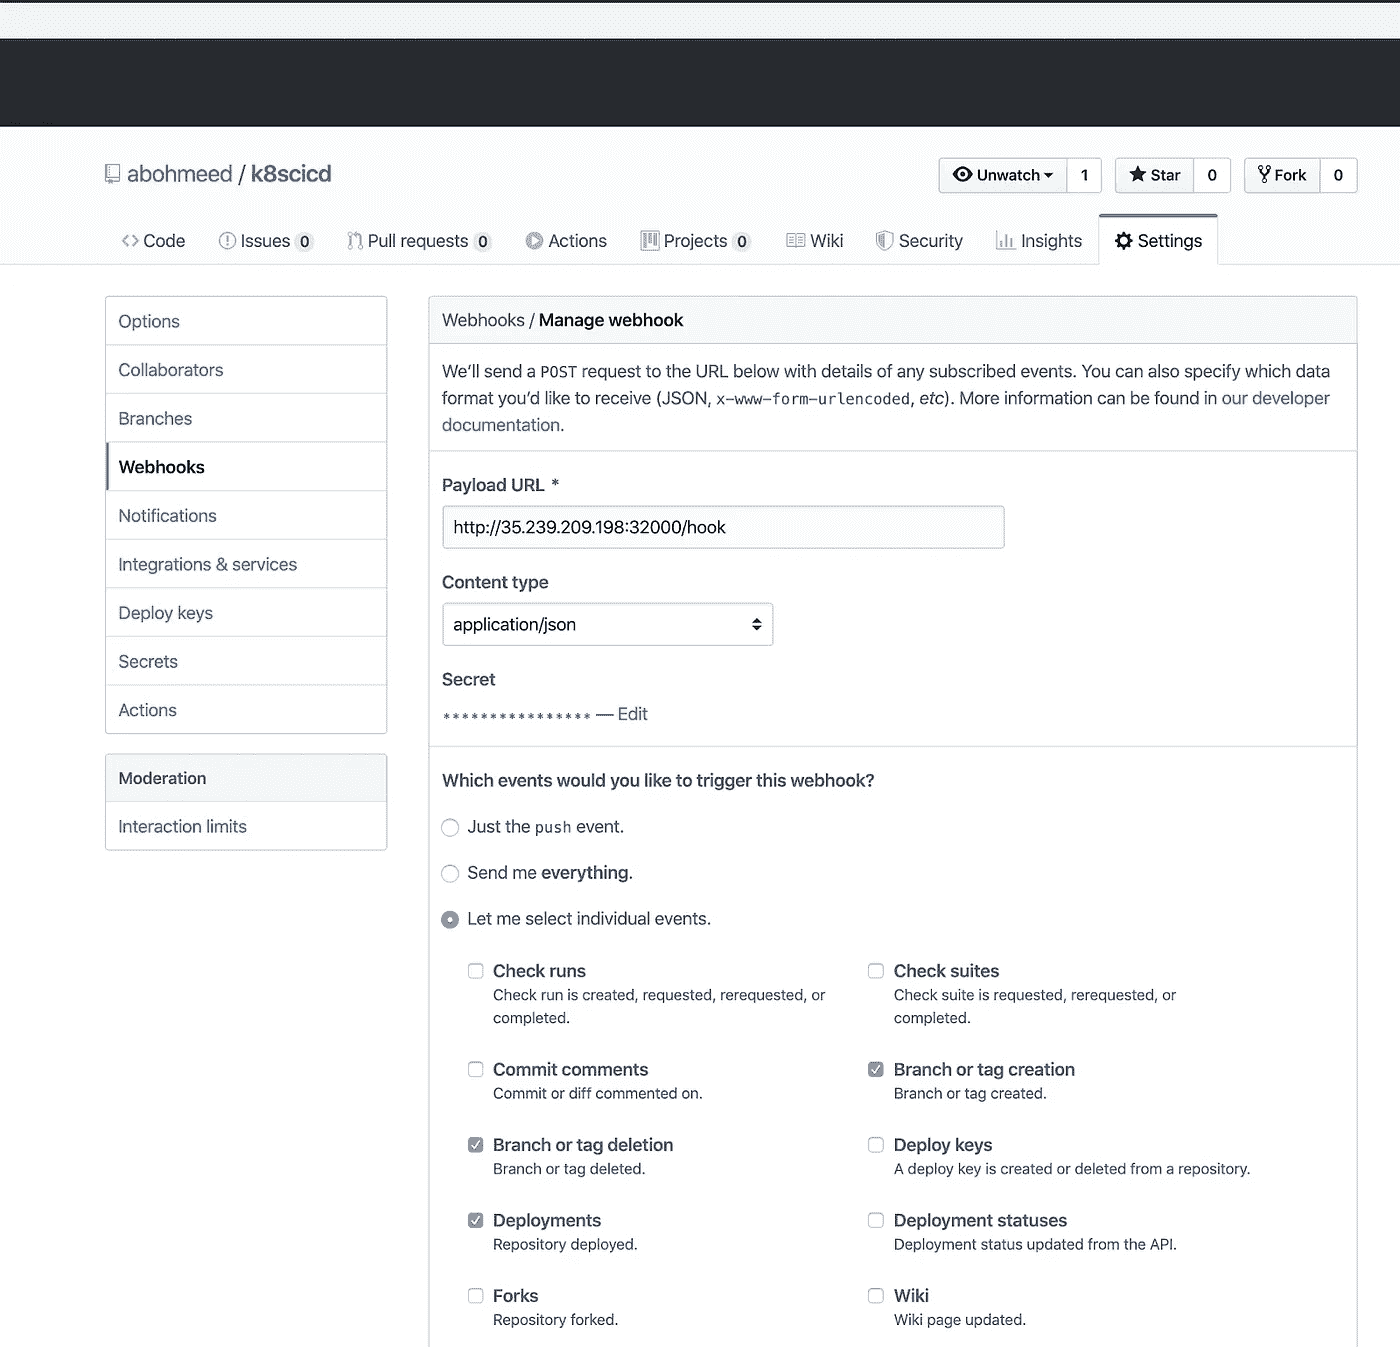 abohmeed / k8scicd
Unwatch 1 Star 0 Fork 0
Code Issues 0 Pull requests 0 Actions Projects 0 Wiki Security Insights Settings
Options
Collaborators
Branches
Webhooks
Notifications
Integrations & services
Deploy keys
Secrets
Actions
Moderation
Interaction limits
Webhooks / Manage webhook
We’ll send a POST request to the URL below with details of any subscribed events. You can also specify which data
format you’d like to receive (JSON, x-www-form-urlencoded, etc). More information can be found in our developer
documentation.
Payload URL *
http://35.239.209.198:32000/hook
Content type
application/json
Secret
**************** — Edit
Which events would you like to trigger this webhook?
Just the push event.
Send me everything.
Let me select individual events.
Check runs
Check run is created, requested, rerequested, or
completed.
Check suites
Check suite is requested, rerequested, or
completed.
Commit comments
Commit or diff commented on.
Branch or tag creation
Branch or tag created.
Branch or tag deletion
Branch or tag deleted.
Deploy keys
A deploy key is created or deleted from a repository.
Deployments
Repository deployed.
Deployment statuses
Deployment status updated from the API.
Forks
Repository forked.
Wiki
Wiki page updated.